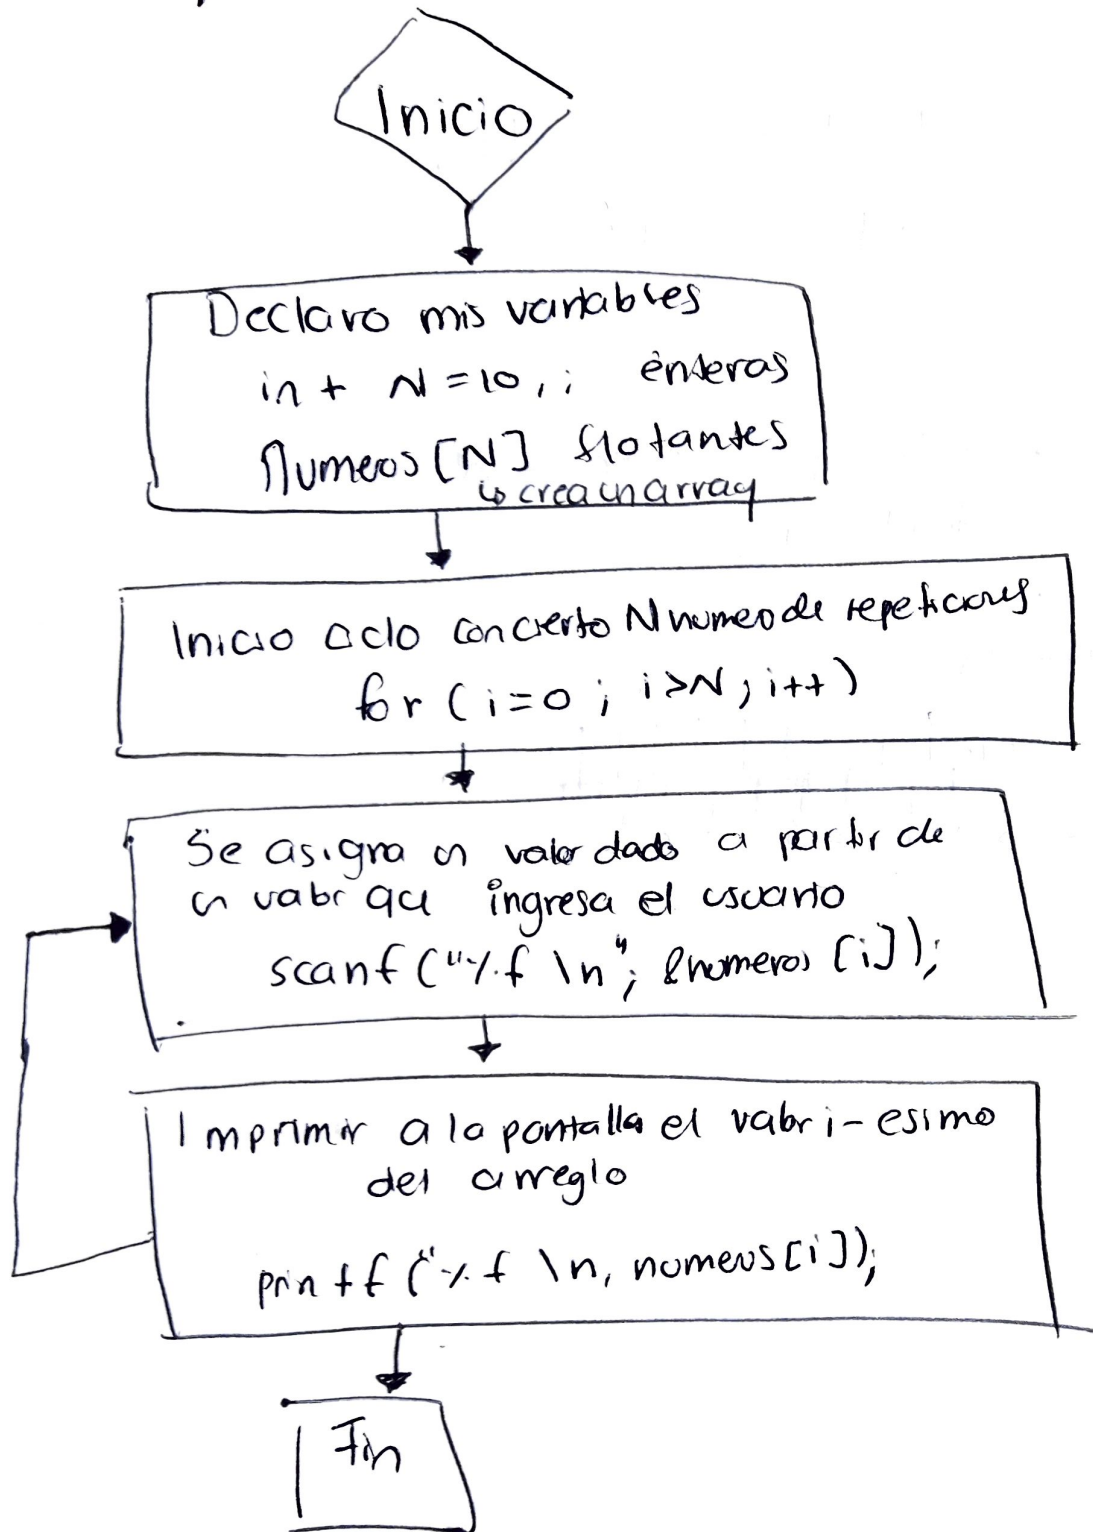 Inicio
Declaro mis variables
int N=10, i enteras
Numeros [N] flotantes
↳ crea un array
Inicio ciclo con cierto N numero de repeticiones
for ( i=0 ; i>N ; i++ )
Se asigna un valor dado a partir de
un valor que ingresa el usuario
scanf ("%f \n"; &numeros [i]);
Imprimir a la pantalla el valor i-esimo
del arreglo
printf ("%f \n, numeros [i]);
Fin